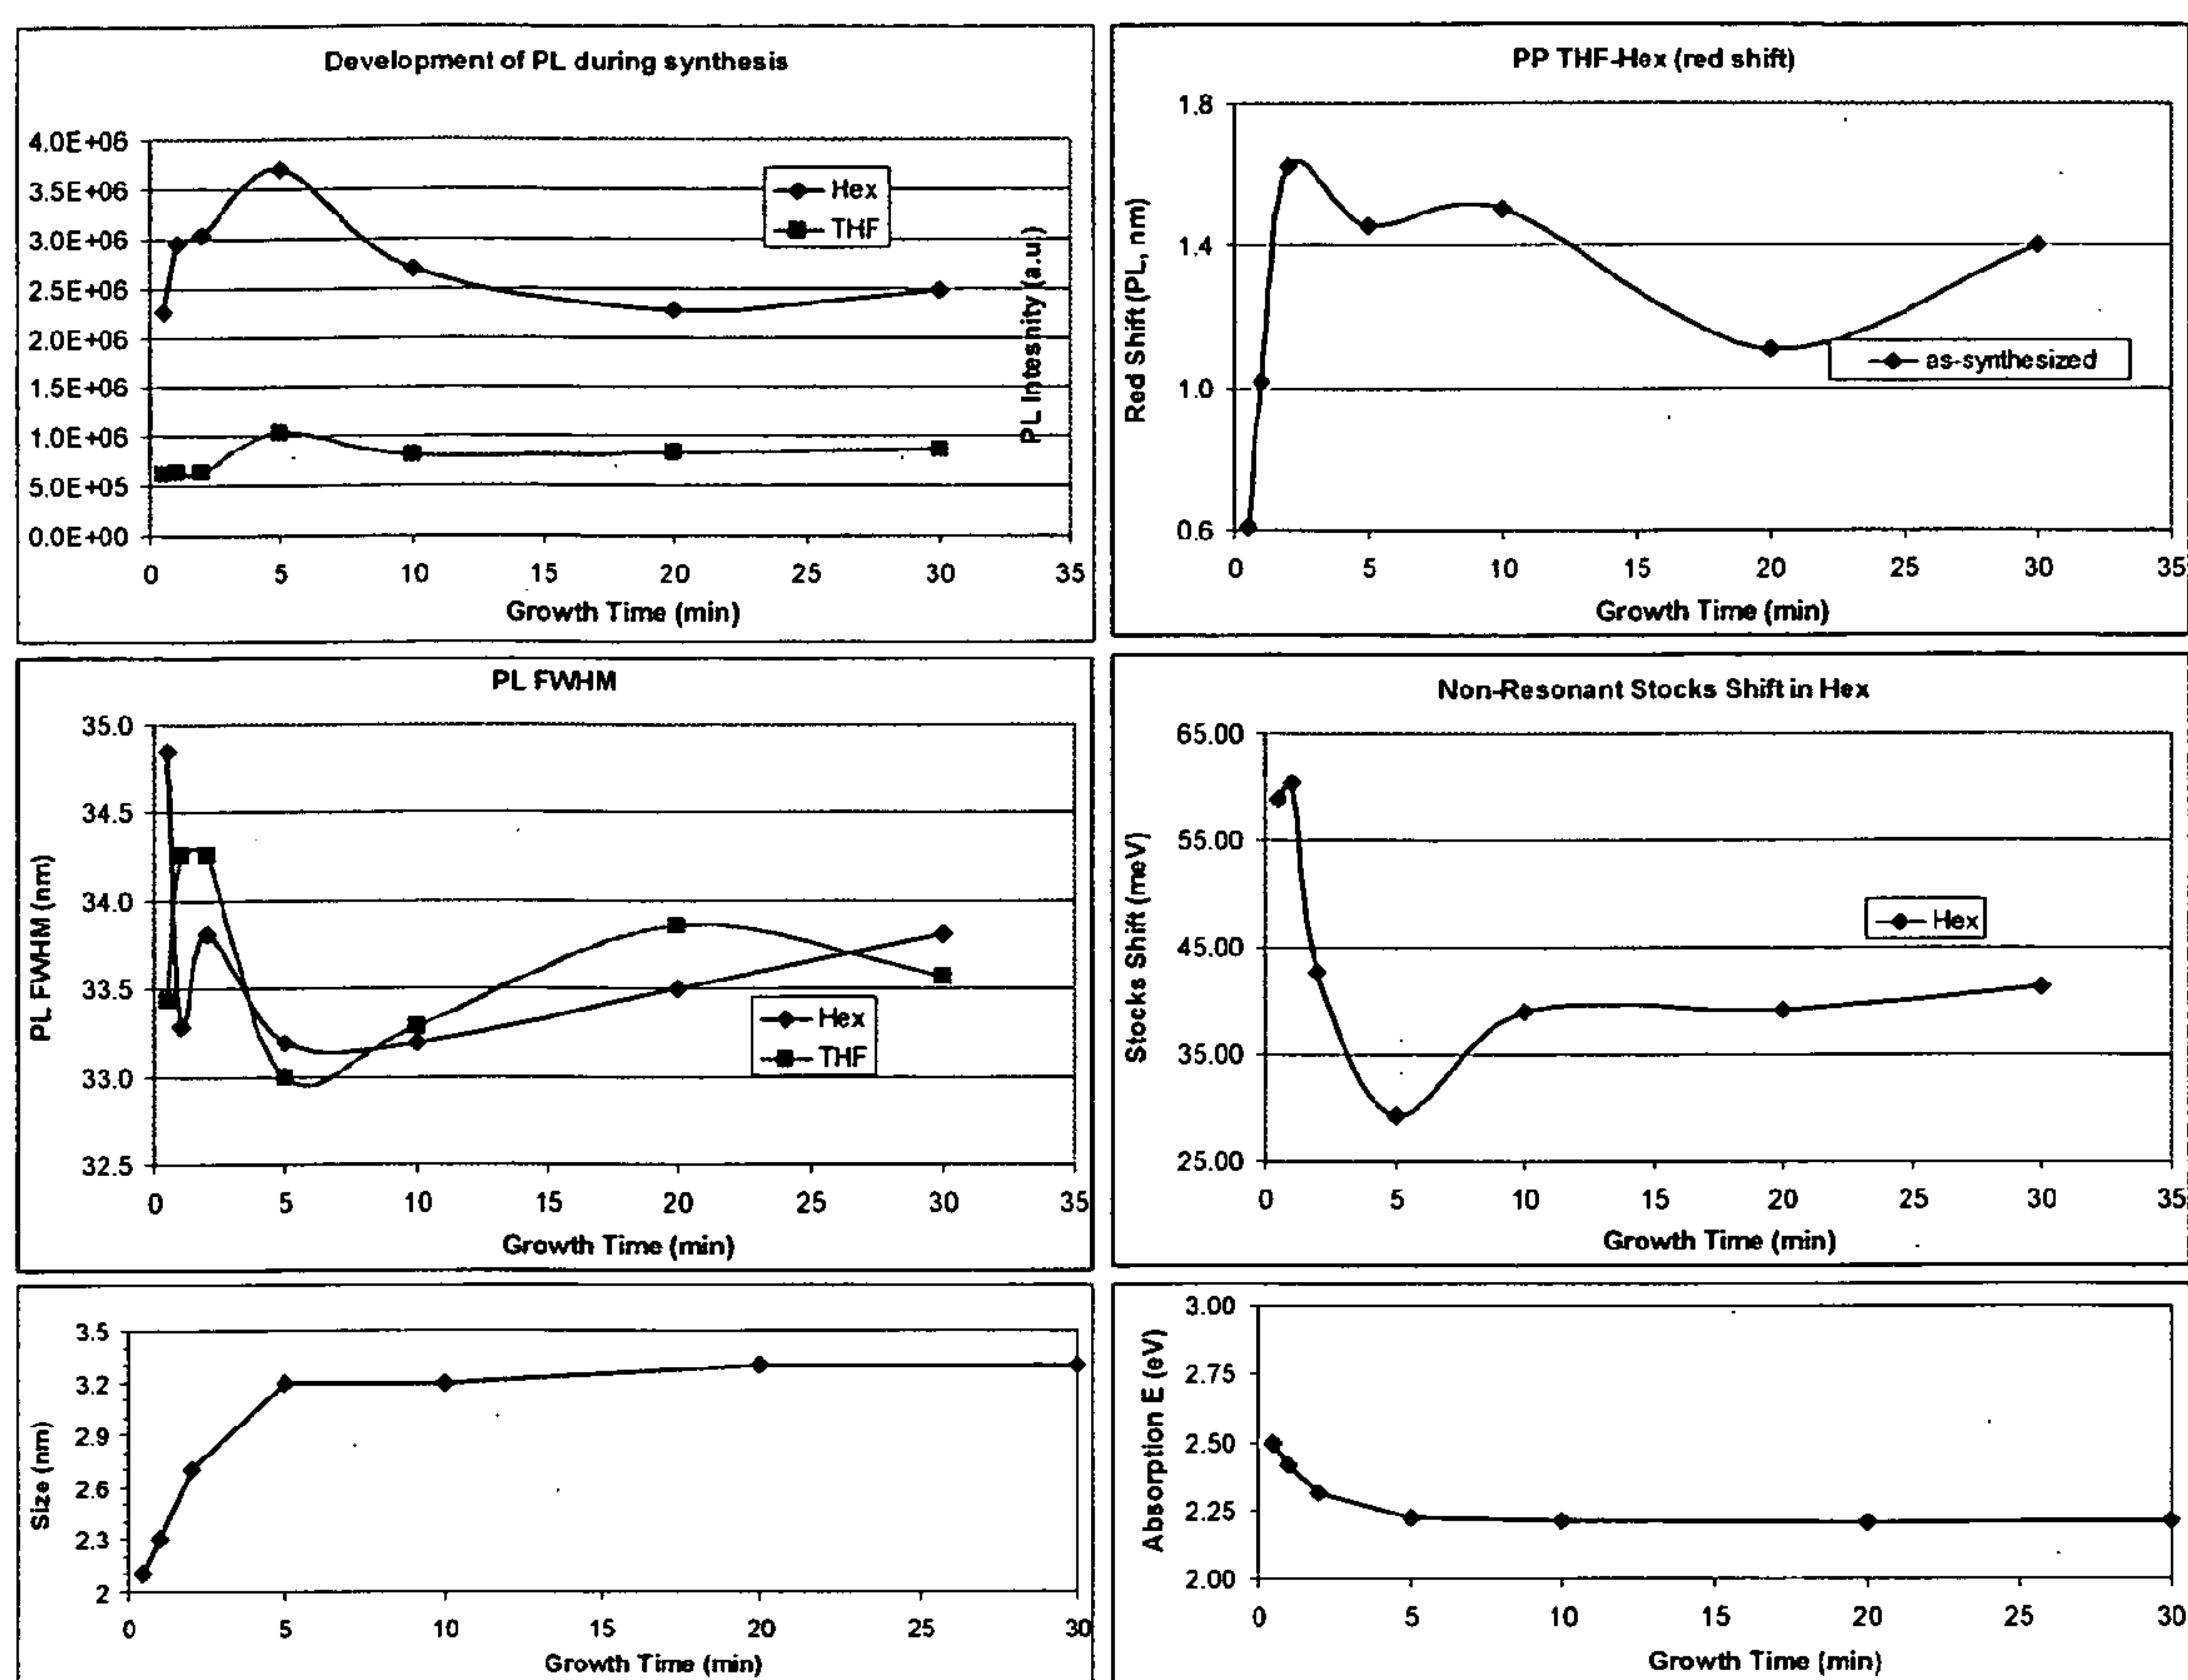 Development of PL during synthesis
4.0E+06
3.5E+06
3.0E+06
2.5E+06
2.0E+06
1.5E+06
1.0E+06
5.0E+05
0.0E+00
Hex
THF
PL Intesnity (a.u.)
0 5 10 15 20 25 30 35
Growth Time (min)
PP THF-Hex (red shift)
Red Shift (PL, nm)
1.8
1.4
1.0
0.6
as-synthesized
0 5 10 15 20 25 30 35
Growth Time (min)
PL FWHM
PL FWHM (nm)
35.0
34.5
34.0
33.5
33.0
32.5
Hex
THF
0 5 10 15 20 25 30 35
Growth Time (min)
Non-Resonant Stocks Shift in Hex
Stocks Shift (meV)
65.00
55.00
45.00
35.00
25.00
Hex
0 5 10 15 20 25 30 35
Growth Time (min)
Size (nm)
3.5
3.2
2.9
2.6
2.3
2
0 5 10 15 20 25 30
Growth Time (min)
Absorption E (eV)
3.00
2.75
2.50
2.25
2.00
0 5 10 15 20 25 30
Growth Time (min)